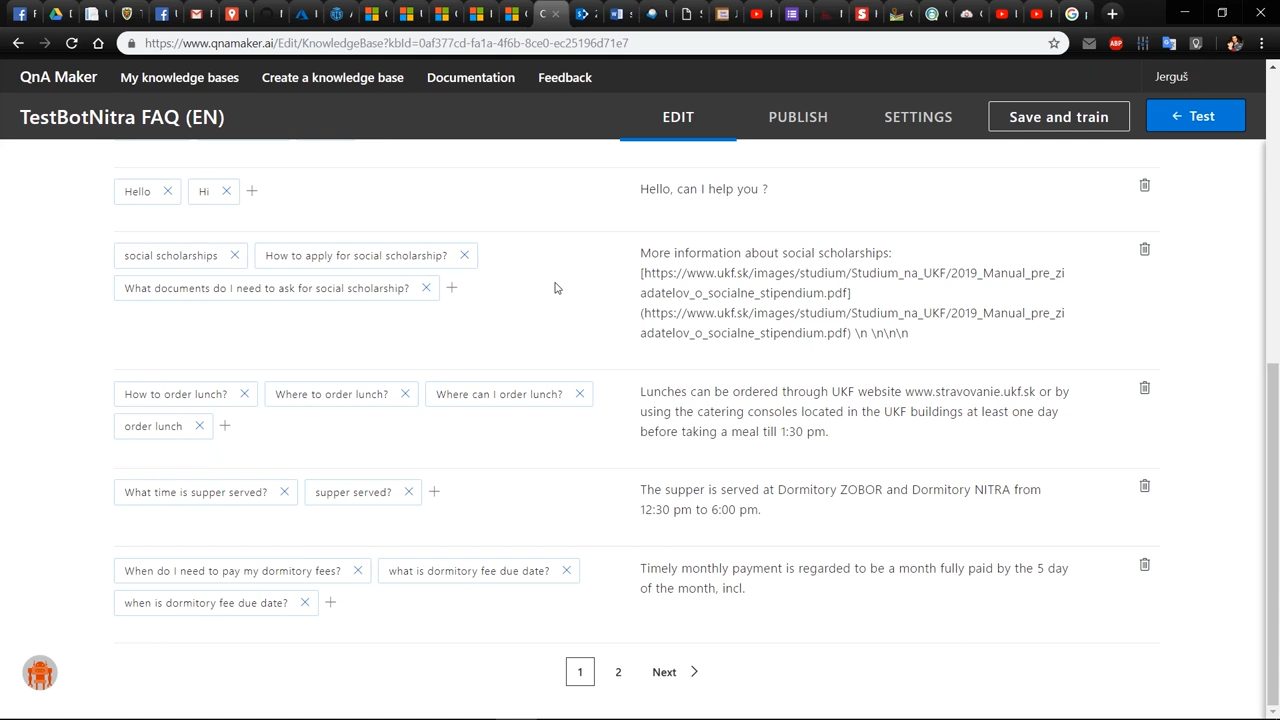 https://www.qnamaker.ai/Edit/KnowledgeBase?kbId=0af377cd-fa1a-4f6b-8ce0-ec25196d71e7
QnA Maker My knowledge bases Create a knowledge base Documentation Feedback Jerguš
TestBotNitra FAQ (EN) EDIT PUBLISH SETTINGS Save and train Test
Hello Hi Hello, can I help you ?
social scholarships How to apply for social scholarship? More information about social scholarships:
[https://www.ukf.sk/images/studium/Studium_na_UKF/2019_Manual_pre_zi
What documents do I need to ask for social scholarship? adatelov_o_socialne_stipendium.pdf]
(https://www.ukf.sk/images/studium/Studium_na_UKF/2019_Manual_pre_zi
adatelov_o_socialne_stipendium.pdf) \n \n\n\n
How to order lunch? Where to order lunch? Where can I order lunch? Lunches can be ordered through UKF website www.stravovanie.ukf.sk or by
using the catering consoles located in the UKF buildings at least one day
order lunch before taking a meal till 1:30 pm.
What time is supper served? supper served? The supper is served at Dormitory ZOBOR and Dormitory NITRA from
12:30 pm to 6:00 pm.
When do I need to pay my dormitory fees? what is dormitory fee due date? Timely monthly payment is regarded to be a month fully paid by the 5 day
of the month, incl.
when is dormitory fee due date?
1 2 Next